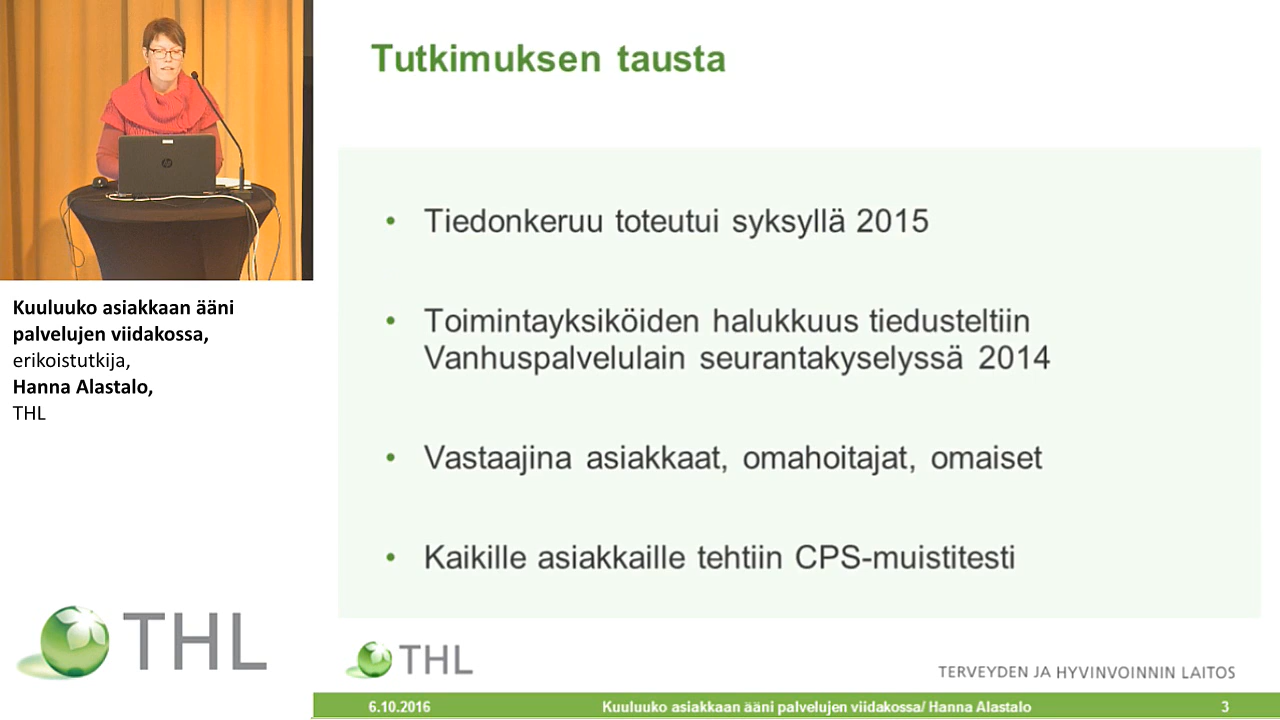 Tutkimuksen tausta
• Tiedonkeruu toteutui syksyllä 2015
• Toimintayksiköiden halukkuus tiedusteltiin
Vanhuspalvelulain seurantakyselyssä 2014
• Vastaajina asiakkaat, omahoitajat, omaiset
• Kaikille asiakkaille tehtiin CPS-muistitesti
Kuuluuko asiakkaan ääni
palvelujen viidakossa,
erikoistutkija,
Hanna Alastalo,
THL
THL
THL
TERVEYDEN JA HYVINVOINNIN LAITOS
6.10.2016
Kuuluuko asiakkaan ääni palvelujen viidakossa/ Hanna Alastalo
3